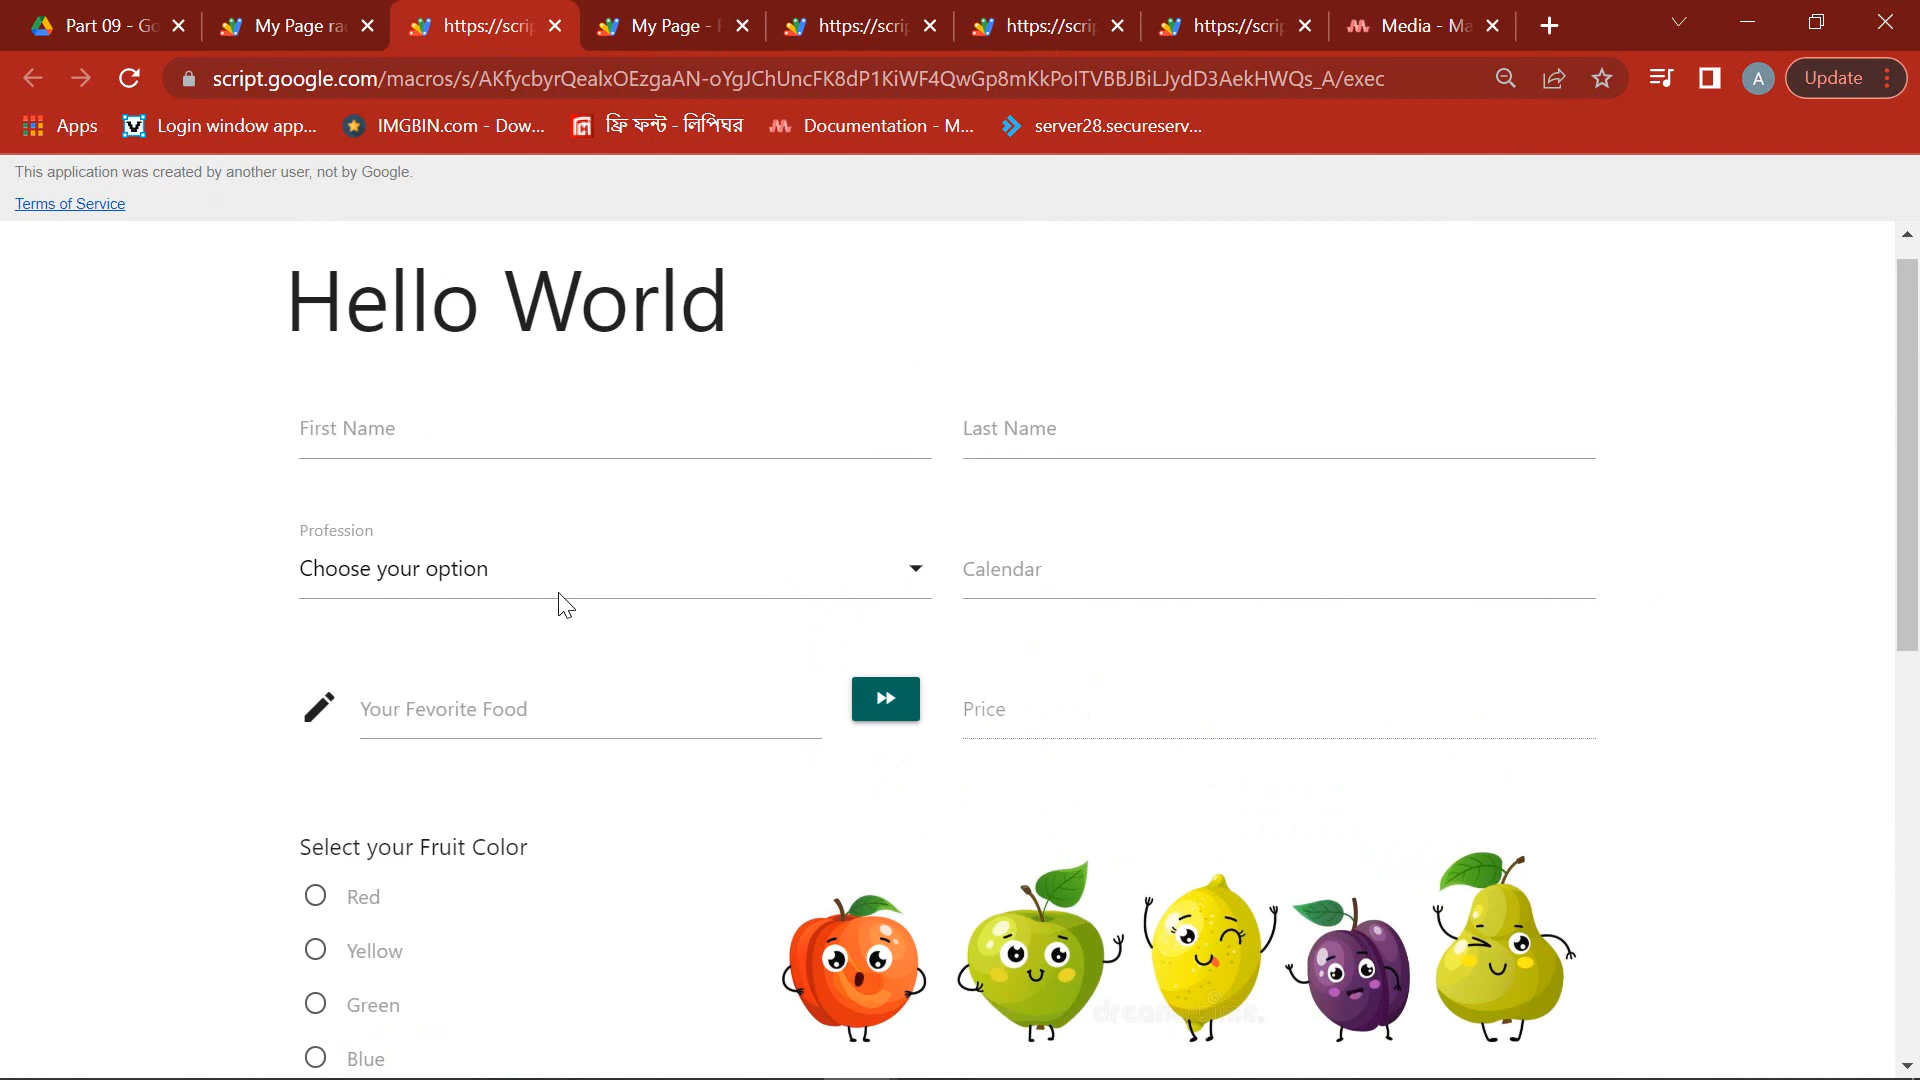 Part 09 - Go
My Page ra
https://scrip
My Page - F
https://scrip
https://scrip
https://scrip
Media - Ma
script.google.com/macros/s/AKfycbyrQealxOEzgaAN-oYgJChUncFK8dP1KiWF4QwGp8mKkPoITVBBJBiLJydD3AekHWQs_A/exec
A
Update
Apps
Login window app...
IMGBIN.com - Dow...
ফ্রি ফন্ট - লিপিঘর
Documentation - M...
server28.secureserv...
This application was created by another user, not by Google.
Terms of Service
Hello World
First Name
Last Name
Profession
Choose your option
Calendar
Your Fevorite Food
Price
Select your Fruit Color
Red
Yellow
Green
Blue